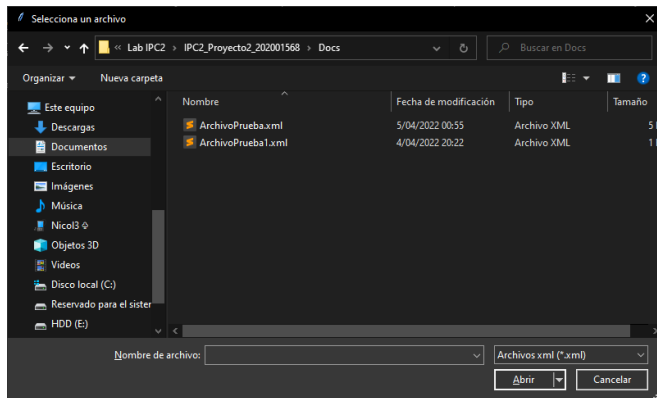 Selecciona un archivo
« Lab IPC2 > IPC2_Proyecto2_202001568 > Docs
Buscar en Docs
Organizar
Nueva carpeta
Nombre
Fecha de modificación
Tipo
Tamaño
Este equipo
Descargas
Documentos
Escritorio
Imágenes
Música
Nicol3
Objetos 3D
Videos
Disco local (C:)
Reservado para el sister
HDD (E:)
ArchivoPrueba.xml 5/04/2022 00:55 Archivo XML 5
ArchivoPrueba1.xml 4/04/2022 20:22 Archivo XML 1
Nombre de archivo:
Archivos xml (*.xml)
Abrir
Cancelar